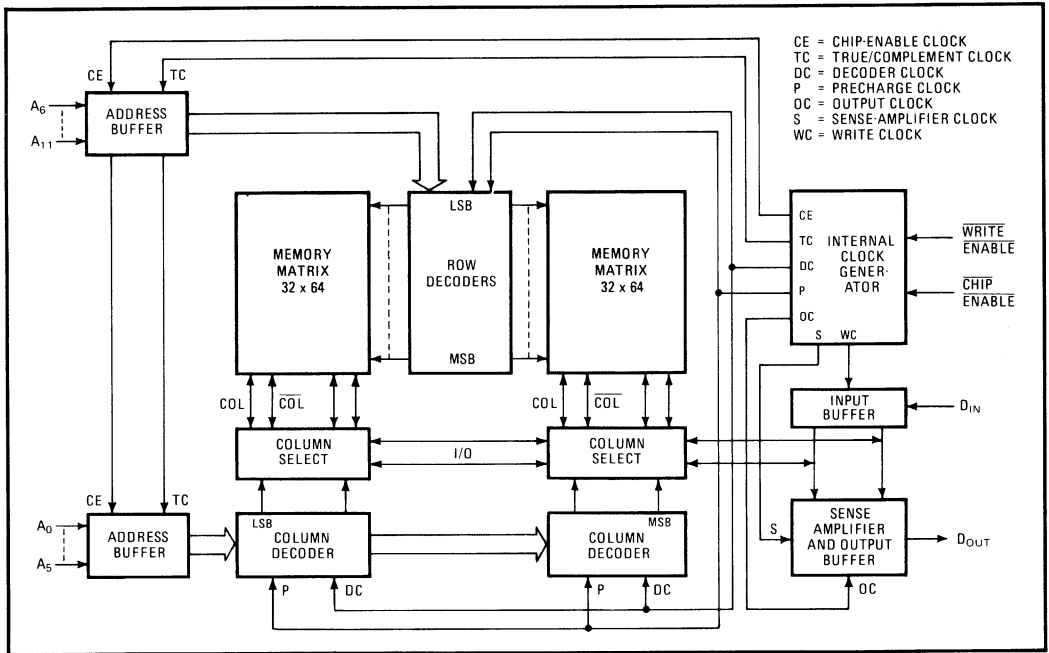 CE = CHIP-ENABLE CLOCK
TC = TRUE/COMPLEMENT CLOCK
DC = DECODER CLOCK
P = PRECHARGE CLOCK
OC = OUTPUT CLOCK
S = SENSE-AMPLIFIER CLOCK
WC = WRITE CLOCK
CE
TC
A6
A11
ADDRESS
BUFFER
MEMORY
MATRIX
32 x 64
LSB
ROW
DECODERS
MSB
MEMORY
MATRIX
32 x 64
CE
TC
DC
P
OC
S
WC
INTERNAL
CLOCK
GENER-
ATOR
WRITE
ENABLE
CHIP
ENABLE
COL
COL
COL
COL
INPUT
BUFFER
DIN
COLUMN
SELECT
I/O
COLUMN
SELECT
CE
TC
A0
A5
ADDRESS
BUFFER
LSB
COLUMN
DECODER
MSB
COLUMN
DECODER
S
SENSE
AMPLIFIER
AND OUTPUT
BUFFER
DOUT
P
DC
P
DC
OC